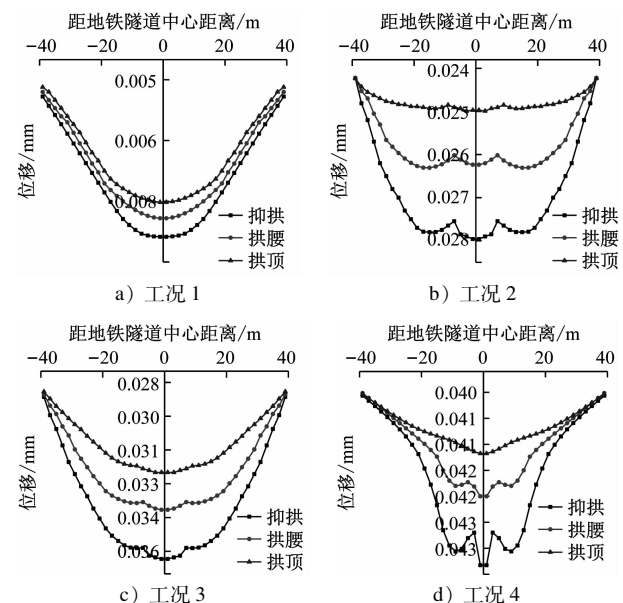 距地铁隧道中心距离/m
−40 −20 0 20 40
0.005
0.006
0.008
位移/mm
抑拱
拱腰
拱顶
a）工况 1
距地铁隧道中心距离/m
−40 −20 0 20 40
0.024
0.025
0.026
0.027
0.028
位移/mm
抑拱
拱腰
拱顶
b）工况 2
距地铁隧道中心距离/m
−40 −20 0 20 40
0.028
0.030
0.031
0.033
0.034
0.036
位移/mm
抑拱
拱腰
拱顶
c）工况 3
距地铁隧道中心距离/m
−40 −20 0 20 40
0.040
0.041
0.041
0.042
0.042
0.043
0.043
位移/mm
抑拱
拱腰
拱顶
d）工况 4